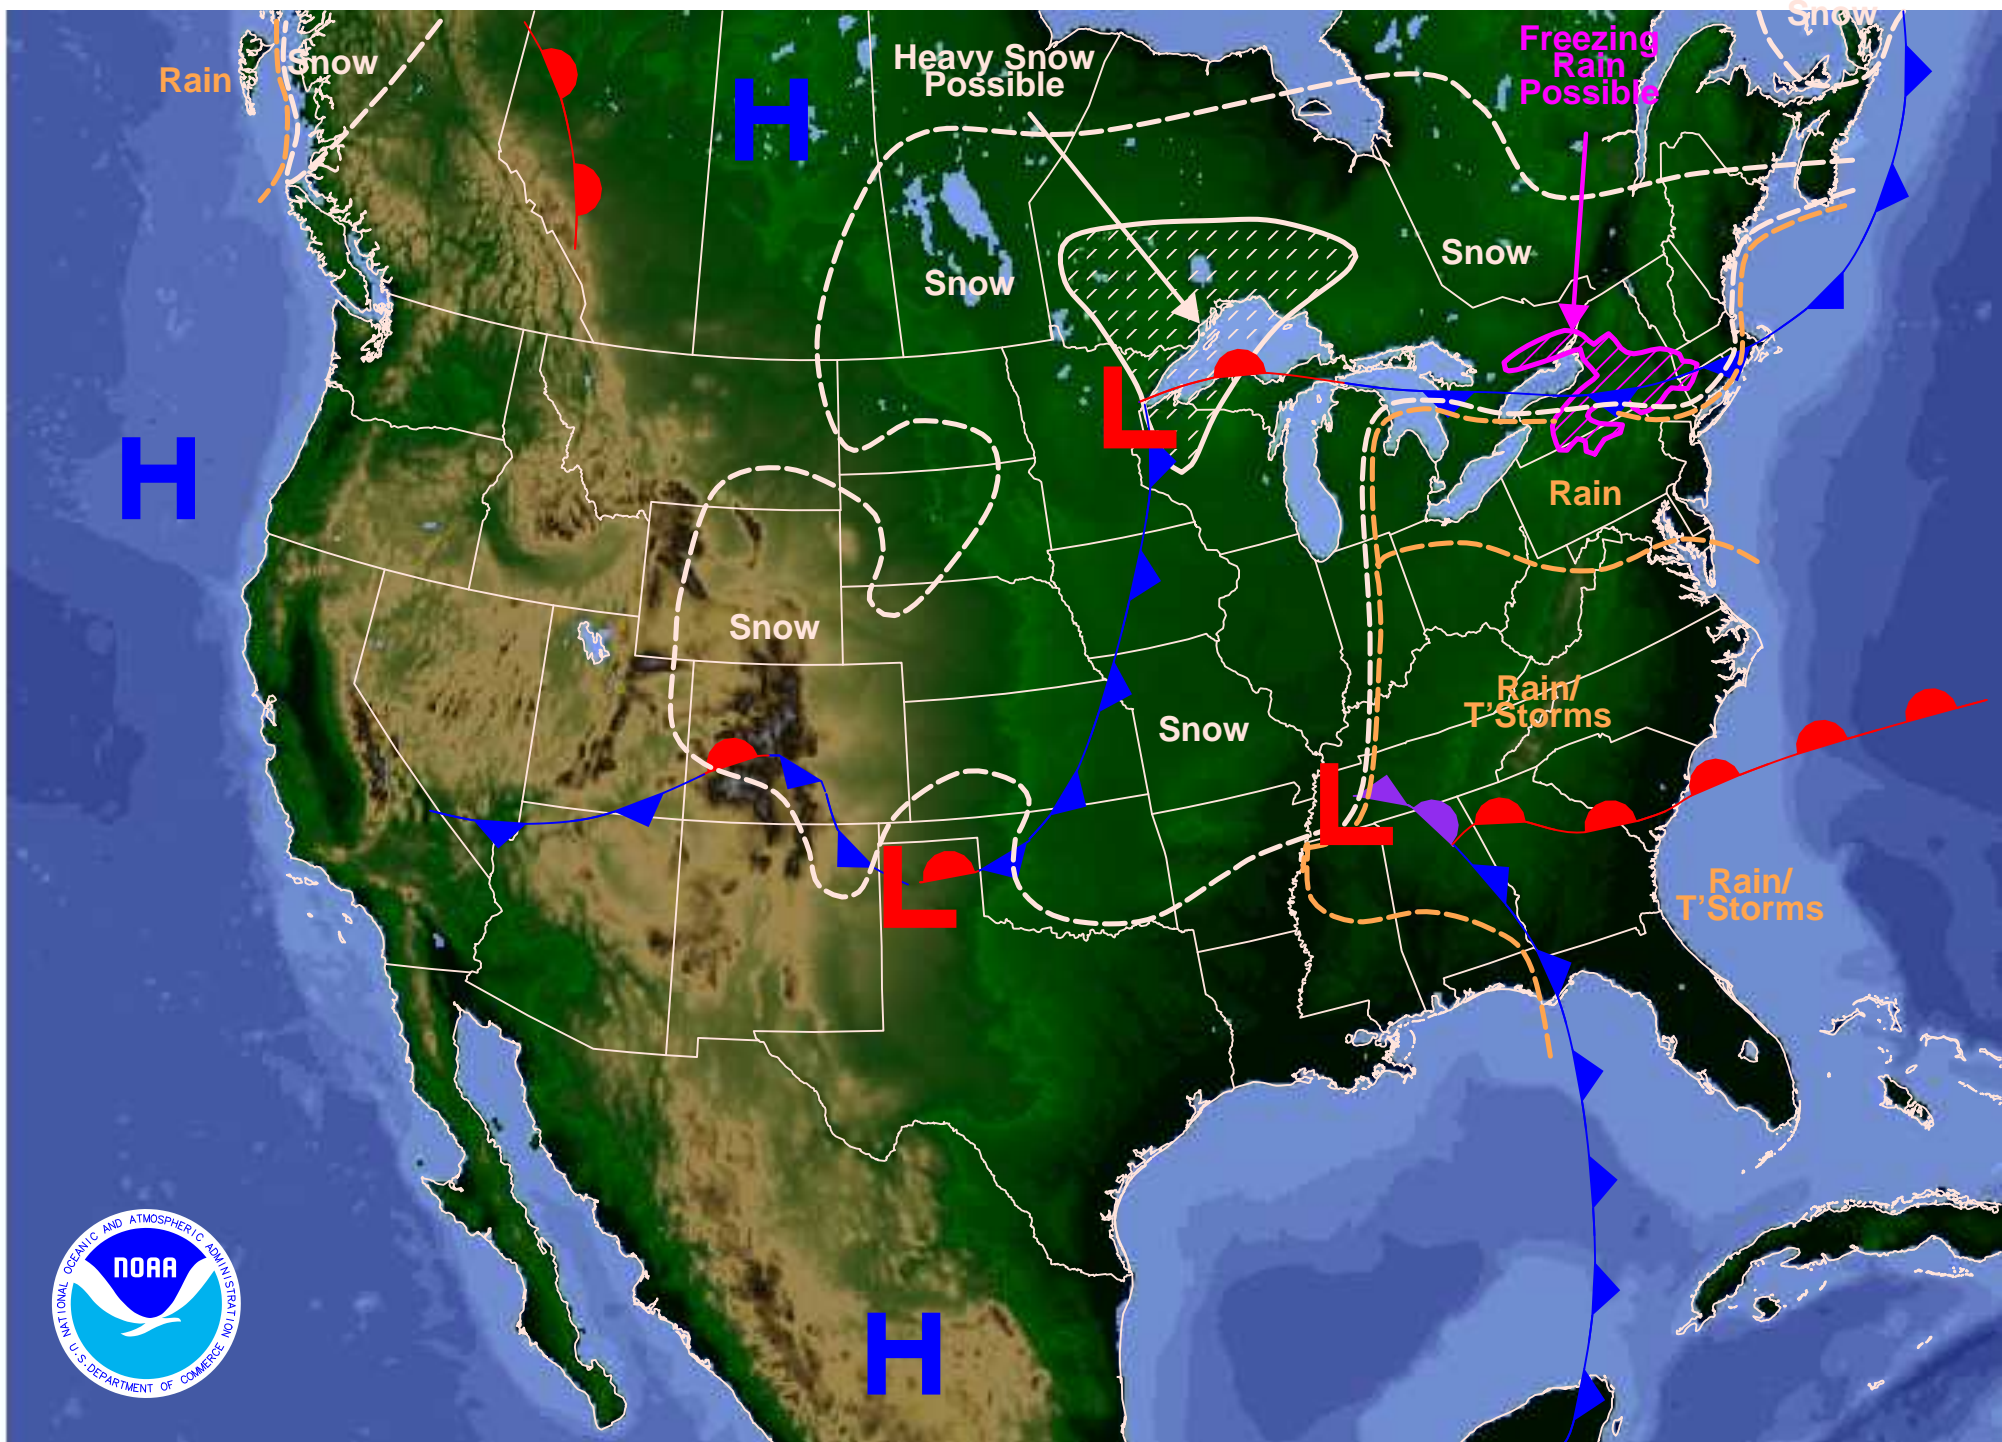 Snow
Freezing
Rain
Possible
Heavy Snow
Possible
Snow
Rain
H
Snow
Snow
L
H
Rain
Snow
Rain/
T'Storms
Snow
L
L
Rain/
T'Storms
H
NATIONAL OCEANIC AND ATMOSPHERIC ADMINISTRATION
NOAA
U.S. DEPARTMENT OF COMMERCE
H